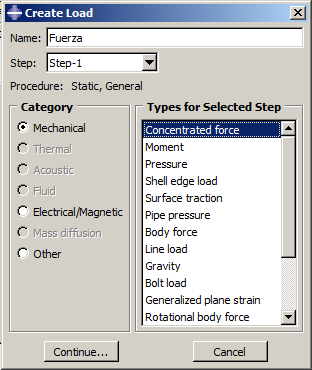 Create Load
Name: Fuerza
Step: Step-1
Procedure: Static, General
Category
Mechanical
Thermal
Acoustic
Fluid
Electrical/Magnetic
Mass diffusion
Other
Types for Selected Step
Concentrated force
Moment
Pressure
Shell edge load
Surface traction
Pipe pressure
Body force
Line load
Gravity
Bolt load
Generalized plane strain
Rotational body force
Continue...
Cancel